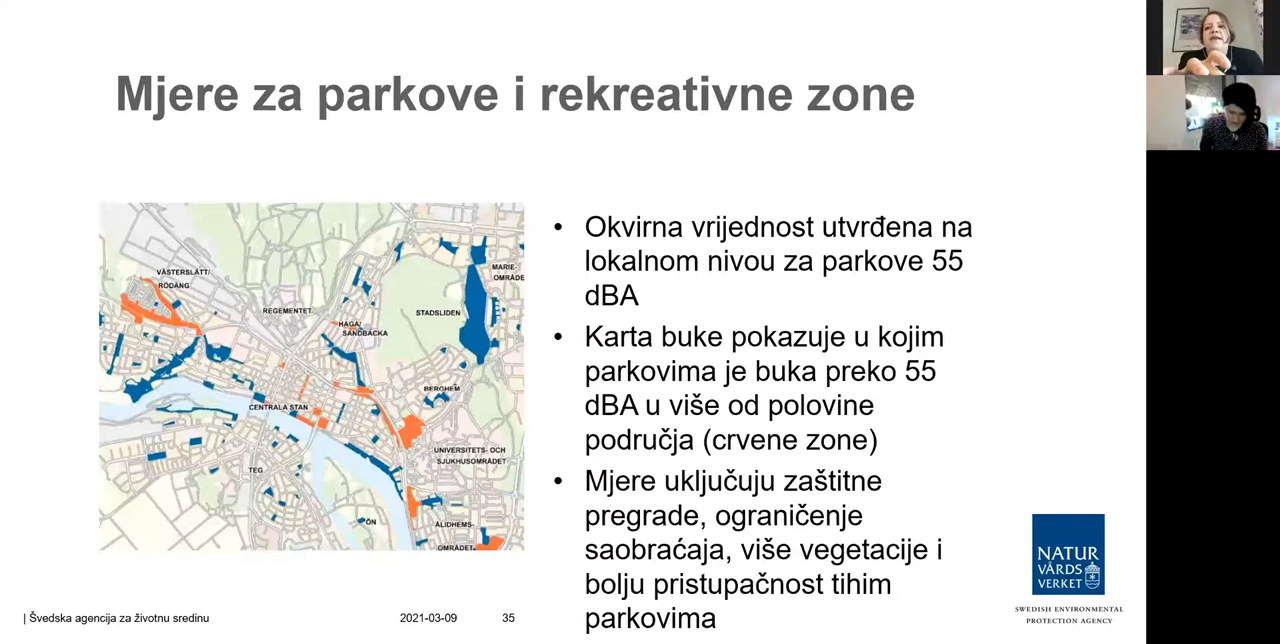 Mjere za parkove i rekreativne zone
VÄSTERSLÄTT/
RÖDÄNG
REGEMENTET
HAGA/
SANDBACKA
STADSLIDEN
MARIE-
OMRÅDE
BERGHEM
CENTRALA STAN
UNIVERSITETS- OCH
SJUKHUSOMRÅDET
TEG
ÖN
ÅLIDHEMS-
OMRÅDET
• Okvirna vrijednost utvrđena na
lokalnom nivou za parkove 55
dBA
• Karta buke pokazuje u kojim
parkovima je buka preko 55
dBA u više od polovine
područja (crvene zone)
• Mjere uključuju zaštitne
pregrade, ograničenje
saobraćaja, više vegetacije i
bolju pristupačnost tihim
parkovima
NATUR
VÅRDS
VERKET
SWEDISH ENVIRONMENTAL
PROTECTION AGENCY
| Švedska agencija za životnu sredinu
2021-03-09
35